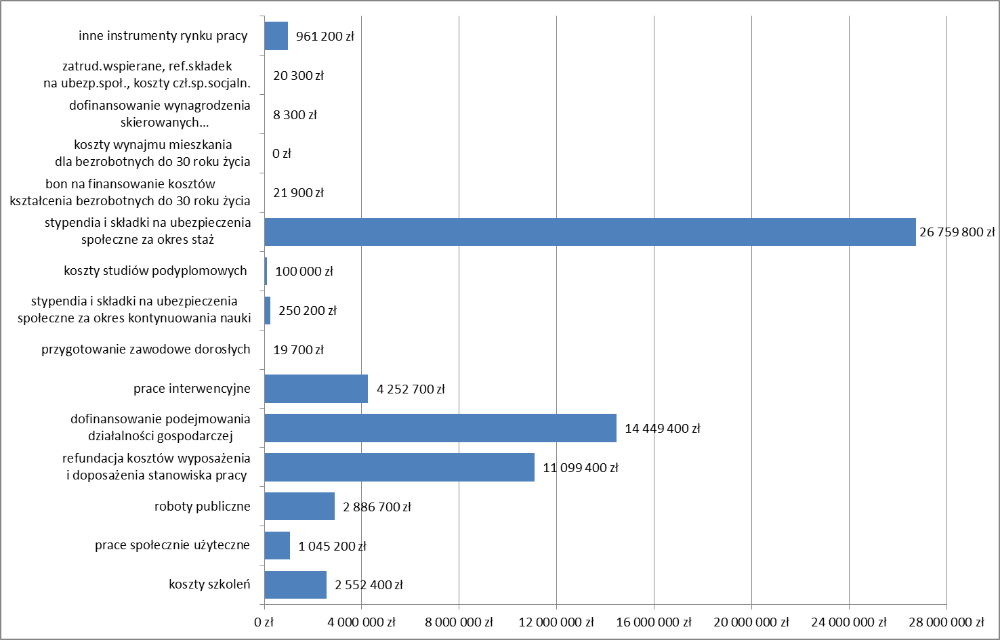 inne instrumenty rynku pracy
961 200 zł
zatrud.wspierane, ref.składek
na ubezp.społ., koszty czł.sp.socjaln.
20 300 zł
dofinansowanie wynagrodzenia
skierowanych...
8 300 zł
koszty wynajmu mieszkania
dla bezrobotnych do 30 roku życia
0 zł
bon na finansowanie kosztów
kształcenia bezrobotnych do 30 roku życia
21 900 zł
stypendia i składki na ubezpieczenia
społeczne za okres staż
26 759 800 zł
koszty studiów podyplomowych
100 000 zł
stypendia i składki na ubezpieczenia
społeczne za okres kontynuowania nauki
250 200 zł
przygotowanie zawodowe dorosłych
19 700 zł
prace interwencyjne
4 252 700 zł
dofinansowanie podejmowania
działalności gospodarczej
14 449 400 zł
refundacja kosztów wyposażenia
i doposażenia stanowiska pracy
11 099 400 zł
roboty publiczne
2 886 700 zł
prace społecznie użyteczne
1 045 200 zł
koszty szkoleń
2 552 400 zł
0 zł
4 000 000 zł
8 000 000 zł
12 000 000 zł
16 000 000 zł
20 000 000 zł
24 000 000 zł
28 000 000 zł